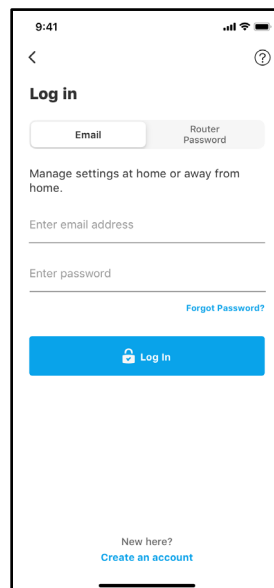 9:41
Log in
Email
Router
Password
Manage settings at home or away from
home.
Enter email address
Enter password
Forgot Password?
Log In
New here?
Create an account